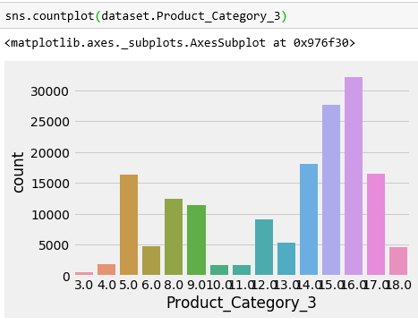 sns.countplot(dataset.Product_Category_3)
<matplotlib.axes._subplots.AxesSubplot at 0x976f30>
30000
25000
20000
15000
10000
5000
0
count
3.0 4.0 5.0 6.0 8.0 9.0 10.0 11.0 12.0 13.0 14.0 15.0 16.0 17.0 18.0
Product_Category_3